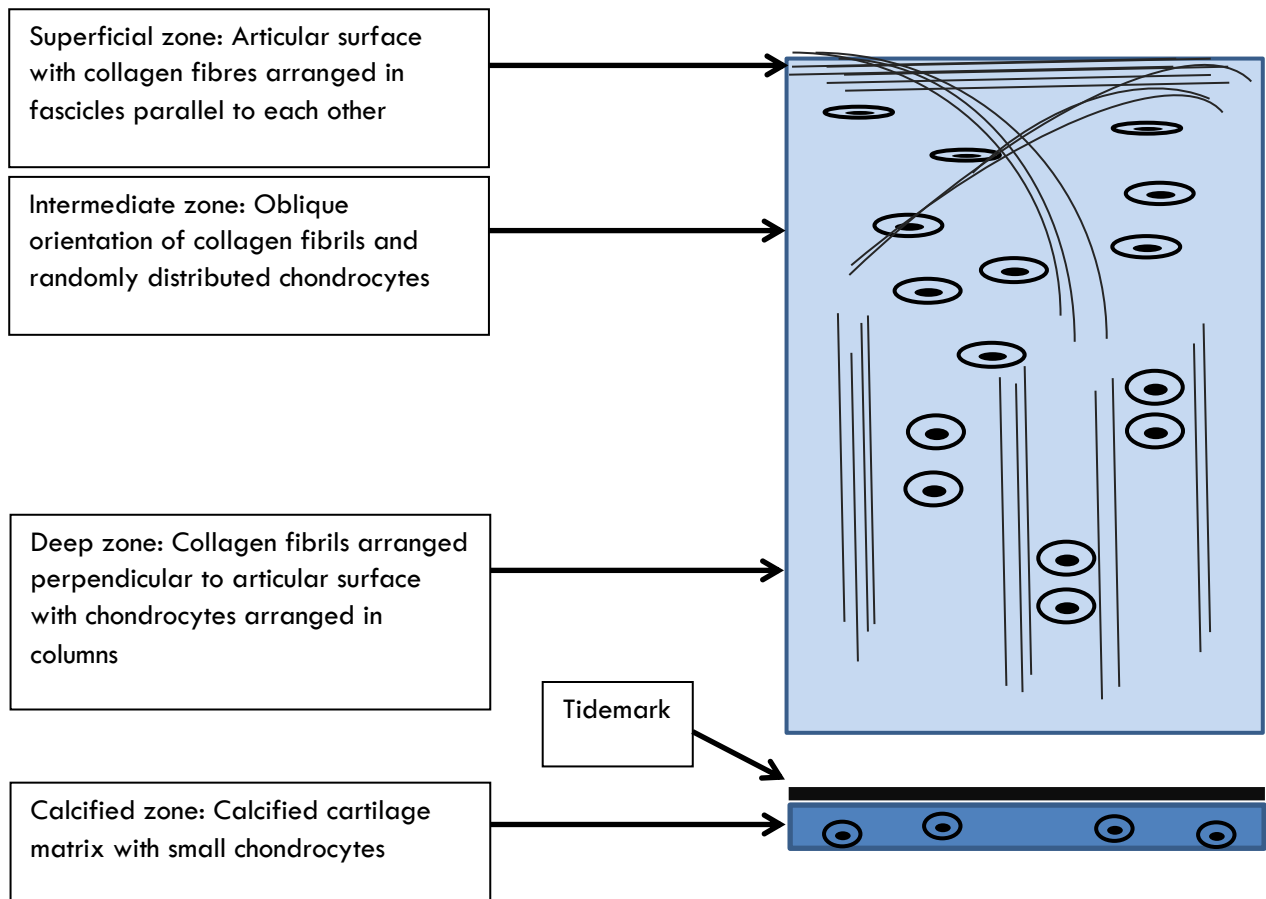 Superficial zone: Articular surface
with collagen fibres arranged in
fascicles parallel to each other
Intermediate zone: Oblique
orientation of collagen fibrils and
randomly distributed chondrocytes
Deep zone: Collagen fibrils arranged
perpendicular to articular surface
with chondrocytes arranged in
columns
Tidemark
Calcified zone: Calcified cartilage
matrix with small chondrocytes